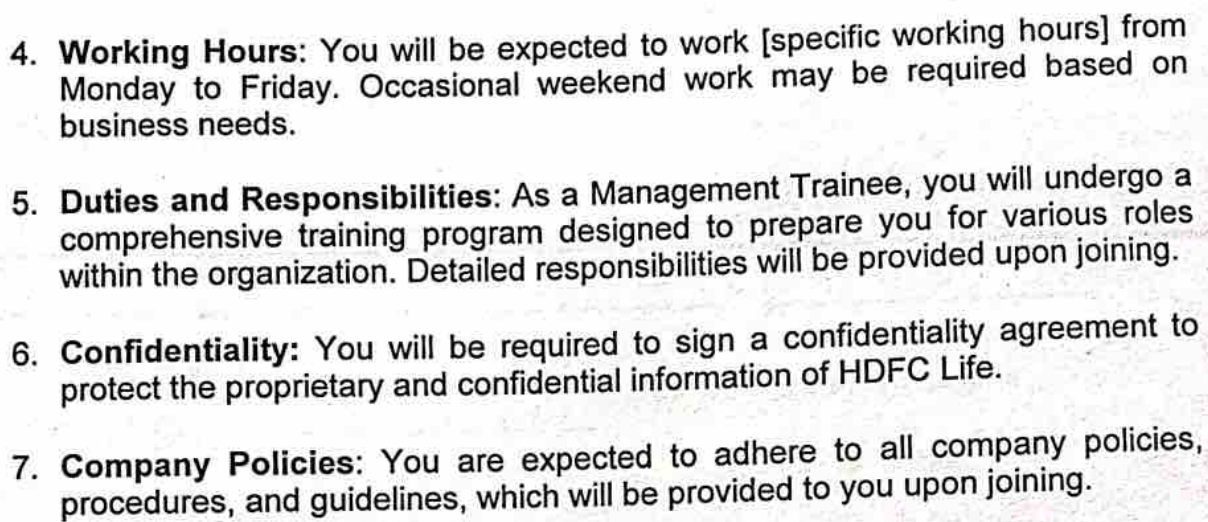 4. Working Hours: You will be expected to work [specific working hours] from
Monday to Friday. Occasional weekend work may be required based on
business needs.
5. Duties and Responsibilities: As a Management Trainee, you will undergo a
comprehensive training program designed to prepare you for various roles
within the organization. Detailed responsibilities will be provided upon joining.
6. Confidentiality: You will be required to sign a confidentiality agreement to
protect the proprietary and confidential information of HDFC Life.
7. Company Policies: You are expected to adhere to all company policies,
procedures, and guidelines, which will be provided to you upon joining.